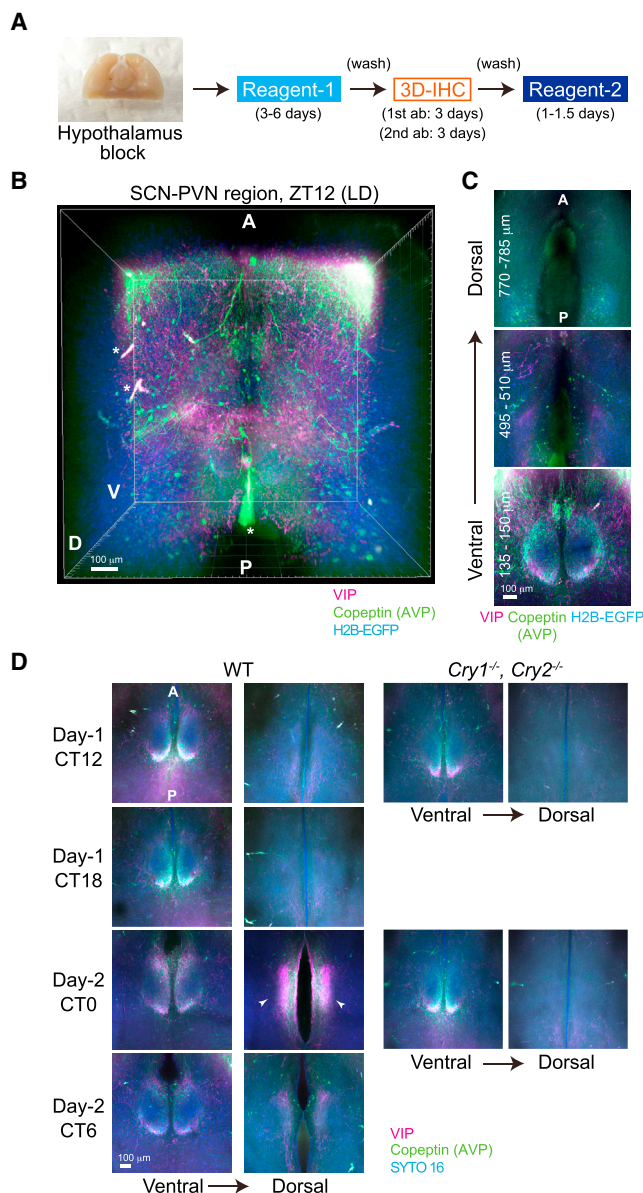 A
Hypothalamus
block
Reagent-1
(3-6 days)
(wash)
3D-IHC
(1st ab: 3 days)
(2nd ab: 3 days)
(wash)
Reagent-2
(1-1.5 days)
B
SCN-PVN region, ZT12 (LD)
A
*
*
V
D
*
P
100 µm
VIP
Copeptin (AVP)
H2B-EGFP
C
Dorsal
Ventral
770 -785 µm
A
P
495 - 510 µm
135 - 150 µm
100 µm
VIP Copeptin H2B-EGFP
(AVP)
D
WT
Cry1-/-, Cry2-/-
Day-1
CT12
A
P
Ventral Dorsal
Day-1
CT18
Day-2
CT0
Ventral Dorsal
Day-2
CT6
100 µm
Ventral Dorsal
VIP
Copeptin (AVP)
SYTO 16